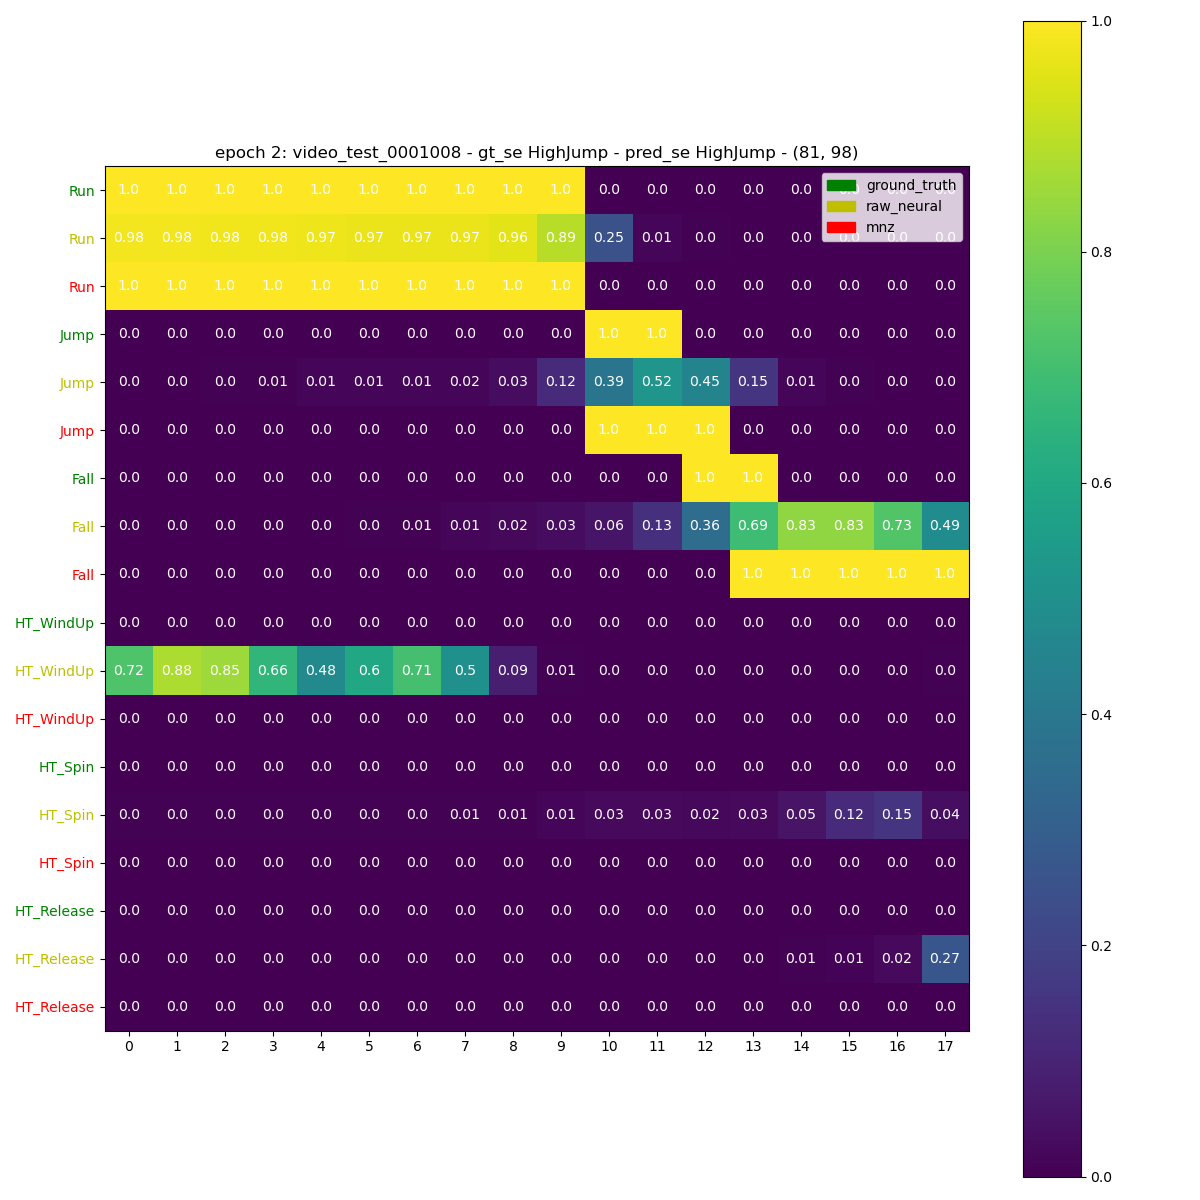 epoch 2: video_test_0001008 - gt_se HighJump - pred_se HighJump - (81, 98)
Run 1.0 1.0 1.0 1.0 1.0 1.0 1.0 1.0 1.0 1.0 0.0 0.0 0.0 0.0 0.0
ground_truth
raw_neural
mnz
Run 0.98 0.98 0.98 0.98 0.97 0.97 0.97 0.97 0.96 0.89 0.25 0.01 0.0 0.0 0.0 0.0 0.0 0.0
Run 1.0 1.0 1.0 1.0 1.0 1.0 1.0 1.0 1.0 1.0 0.0 0.0 0.0 0.0 0.0 0.0 0.0 0.0
Jump 0.0 0.0 0.0 0.0 0.0 0.0 0.0 0.0 0.0 0.0 1.0 1.0 0.0 0.0 0.0 0.0 0.0 0.0
Jump 0.0 0.0 0.0 0.01 0.01 0.01 0.01 0.02 0.03 0.12 0.39 0.52 0.45 0.15 0.01 0.0 0.0 0.0
Jump 0.0 0.0 0.0 0.0 0.0 0.0 0.0 0.0 0.0 0.0 1.0 1.0 1.0 0.0 0.0 0.0 0.0 0.0
Fall 0.0 0.0 0.0 0.0 0.0 0.0 0.0 0.0 0.0 0.0 0.0 0.0 1.0 1.0 0.0 0.0 0.0 0.0
Fall 0.0 0.0 0.0 0.0 0.0 0.0 0.01 0.01 0.02 0.03 0.06 0.13 0.36 0.69 0.83 0.83 0.73 0.49
Fall 0.0 0.0 0.0 0.0 0.0 0.0 0.0 0.0 0.0 0.0 0.0 0.0 0.0 1.0 1.0 1.0 1.0 1.0
HT_WindUp 0.0 0.0 0.0 0.0 0.0 0.0 0.0 0.0 0.0 0.0 0.0 0.0 0.0 0.0 0.0 0.0 0.0 0.0
HT_WindUp 0.72 0.88 0.85 0.66 0.48 0.6 0.71 0.5 0.09 0.01 0.0 0.0 0.0 0.0 0.0 0.0 0.0 0.0
HT_WindUp 0.0 0.0 0.0 0.0 0.0 0.0 0.0 0.0 0.0 0.0 0.0 0.0 0.0 0.0 0.0 0.0 0.0 0.0
HT_Spin 0.0 0.0 0.0 0.0 0.0 0.0 0.0 0.0 0.0 0.0 0.0 0.0 0.0 0.0 0.0 0.0 0.0 0.0
HT_Spin 0.0 0.0 0.0 0.0 0.0 0.0 0.0 0.01 0.01 0.01 0.03 0.03 0.02 0.03 0.05 0.12 0.15 0.04
HT_Spin 0.0 0.0 0.0 0.0 0.0 0.0 0.0 0.0 0.0 0.0 0.0 0.0 0.0 0.0 0.0 0.0 0.0 0.0
HT_Release 0.0 0.0 0.0 0.0 0.0 0.0 0.0 0.0 0.0 0.0 0.0 0.0 0.0 0.0 0.0 0.0 0.0 0.0
HT_Release 0.0 0.0 0.0 0.0 0.0 0.0 0.0 0.0 0.0 0.0 0.0 0.0 0.0 0.0 0.01 0.01 0.02 0.27
HT_Release 0.0 0.0 0.0 0.0 0.0 0.0 0.0 0.0 0.0 0.0 0.0 0.0 0.0 0.0 0.0 0.0 0.0 0.0
0 1 2 3 4 5 6 7 8 9 10 11 12 13 14 15 16 17
1.0
0.8
0.6
0.4
0.2
0.0